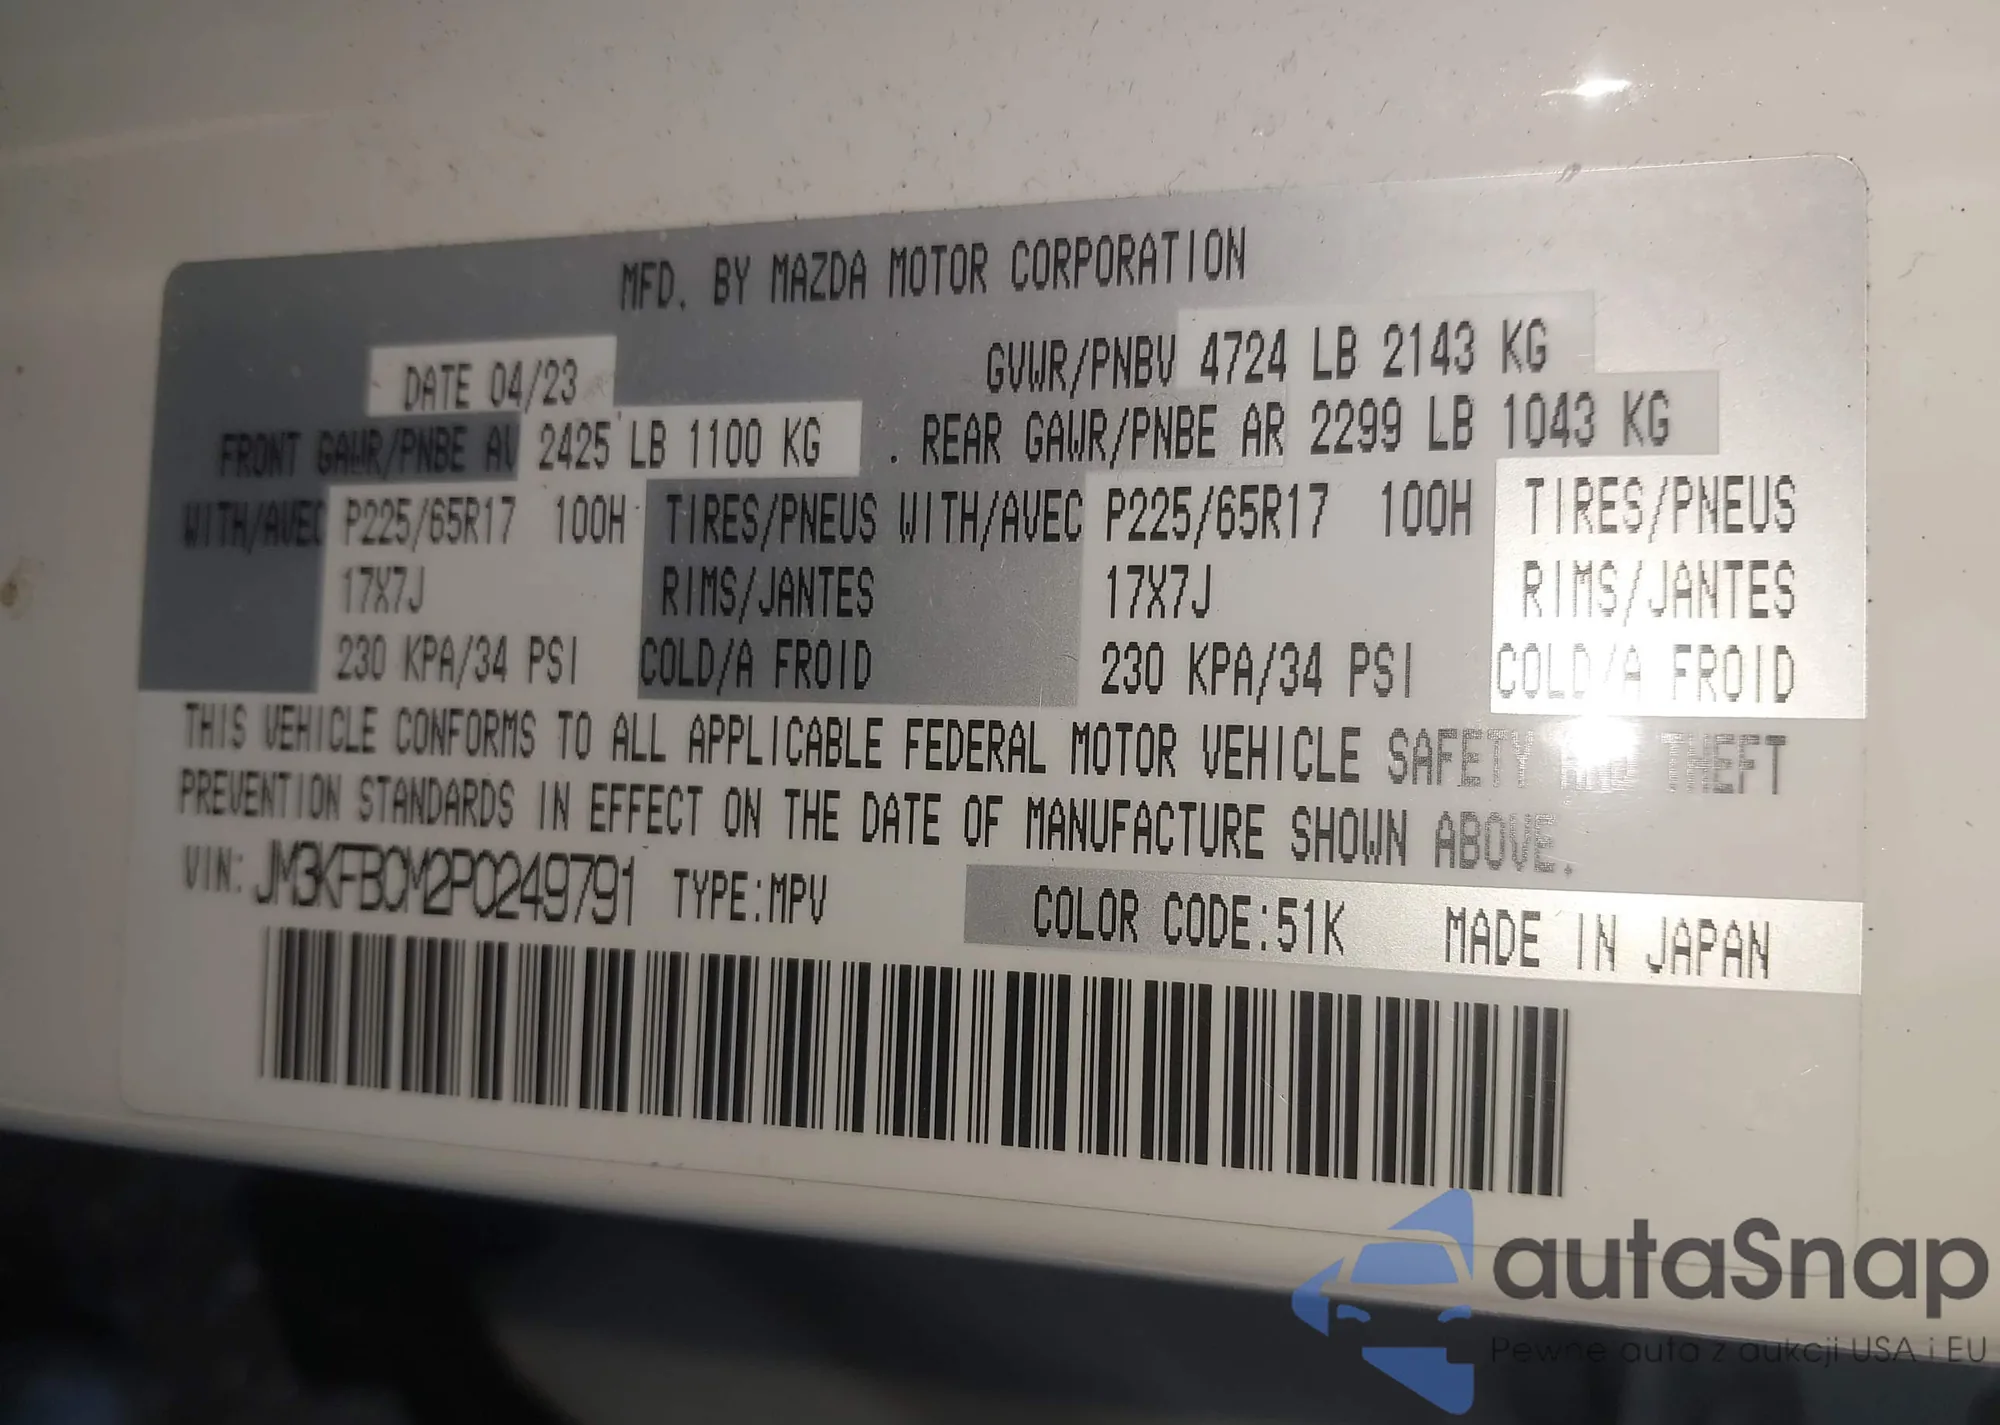 MFD. BY MAZDA MOTOR CORPORATION
DATE 04/23 GVWR/PNBV 4724 LB 2143 KG
FRONT GAWR/PNBE AV 2425 LB 1100 KG . REAR GAWR/PNBE AR 2299 LB 1043 KG
WITH/AVEC P225/65R17 100H TIRES/PNEUS WITH/AVEC P225/65R17 100H TIRES/PNEUS
17X7J RIMS/JANTES 17X7J RIMS/JANTES
230 KPA/34 PSI COLD/A FROID 230 KPA/34 PSI COLD/A FROID
THIS VEHICLE CONFORMS TO ALL APPLICABLE FEDERAL MOTOR VEHICLE SAFETY AND THEFT
PREVENTION STANDARDS IN EFFECT ON THE DATE OF MANUFACTURE SHOWN ABOVE.
VIN: JM3KFBCM2P0249791 TYPE:MPV COLOR CODE:51K MADE IN JAPAN
autaSnap
Pewne auta z aukcji USA i EU